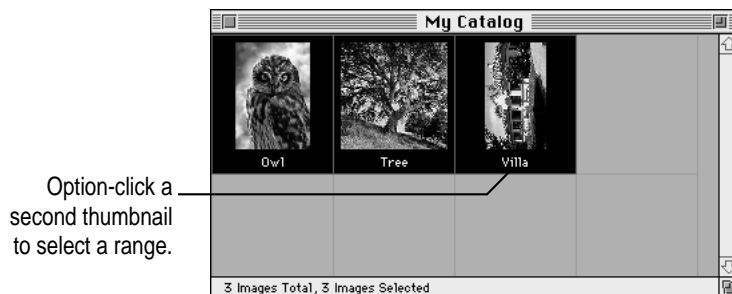 My Catalog
Owl
Tree
Villa
Option-click a
second thumbnail
to select a range.
3 Images Total, 3 Images Selected